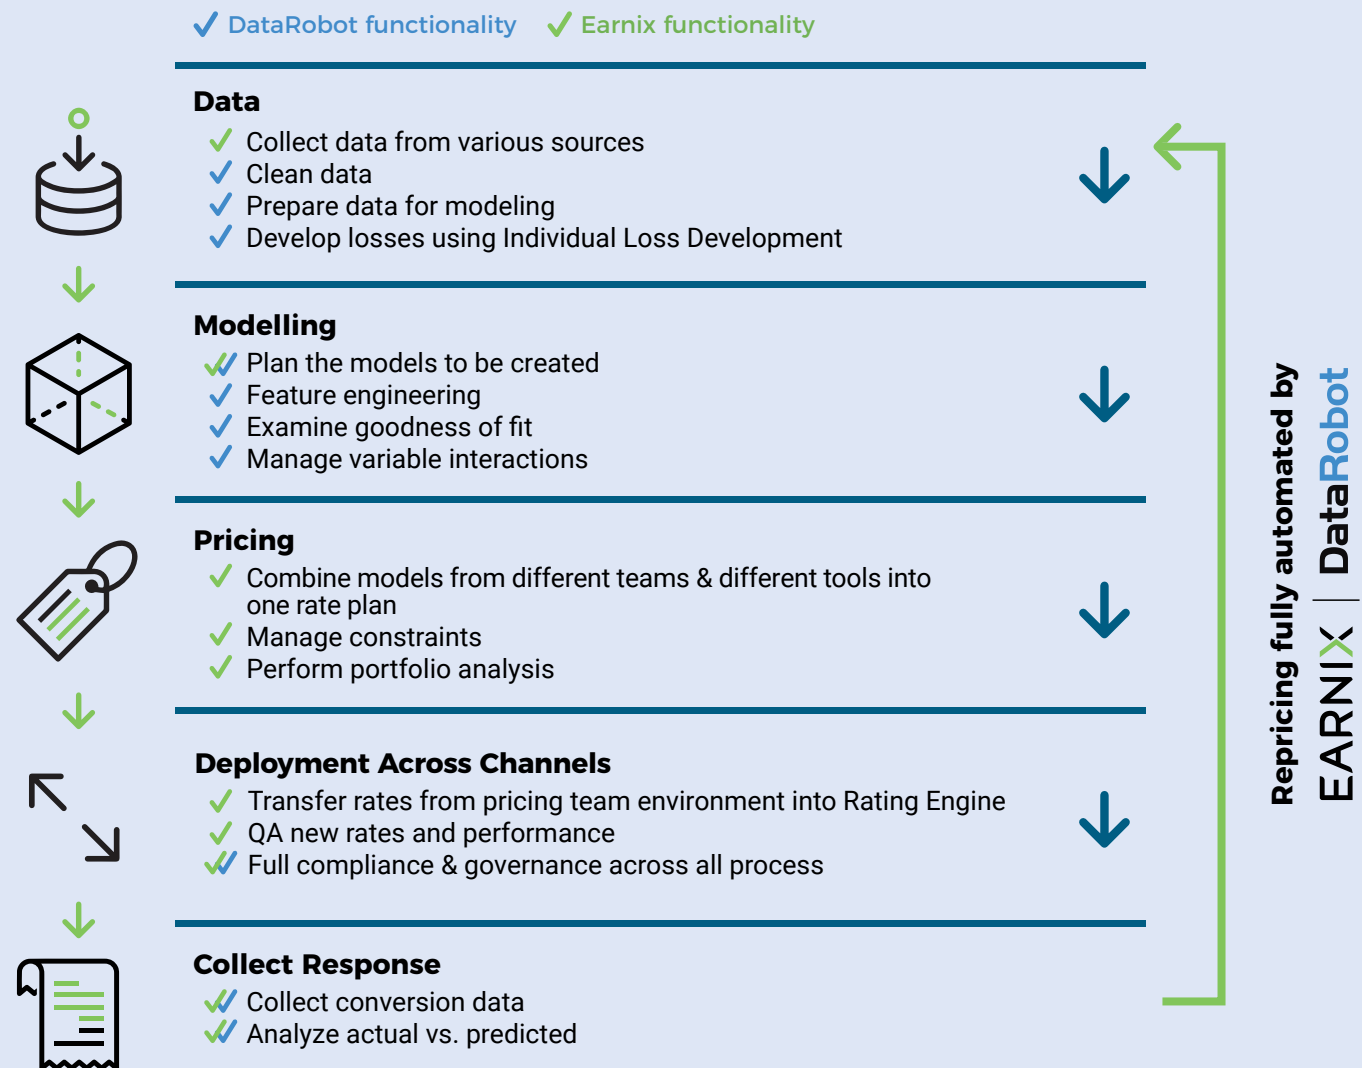 DataRobot functionality Earnix functionality
Data
Collect data from various sources
Clean data
Prepare data for modeling
Develop losses using Individual Loss Development
Modelling
Plan the models to be created
Feature engineering
Examine goodness of fit
Manage variable interactions
Pricing
Combine models from different teams & different tools into
one rate plan
Manage constraints
Perform portfolio analysis
Deployment Across Channels
Transfer rates from pricing team environment into Rating Engine
QA new rates and performance
Full compliance & governance across all process
Collect Response
Collect conversion data
Analyze actual vs. predicted
Repricing fully automated by
EARNIX | DataRobot